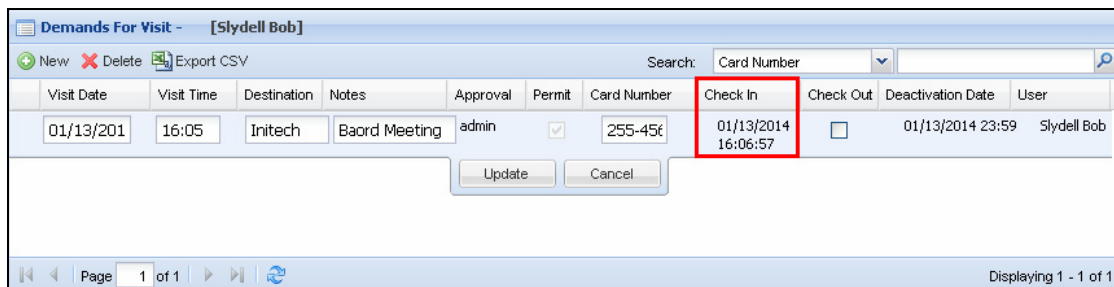 Demands For Visit - [Slydell Bob]
New Delete Export CSV Search: Card Number
Visit Date Visit Time Destination Notes Approval Permit Card Number Check In Check Out Deactivation Date User
01/13/201 16:05 Initech Baord Meeting admin 255-456 01/13/2014 01/13/2014 23:59 Slydell Bob
16:06:57
Update Cancel
Page 1 of 1 Displaying 1 - 1 of 1